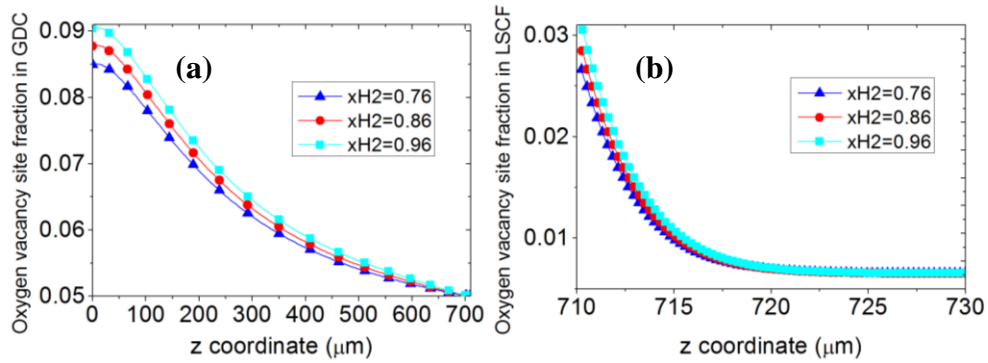 Oxygen vacancy site fraction in GDC
0.09
0.08
0.07
0.06
0.05
0 100 200 300 400 500 600 700
z coordinate (μm)
(a)
xH2=0.76
xH2=0.86
xH2=0.96
Oxygen vacancy site fraction in LSCF
0.03
0.02
0.01
710 715 720 725 730
z coordinate (μm)
(b)
xH2=0.76
xH2=0.86
xH2=0.96